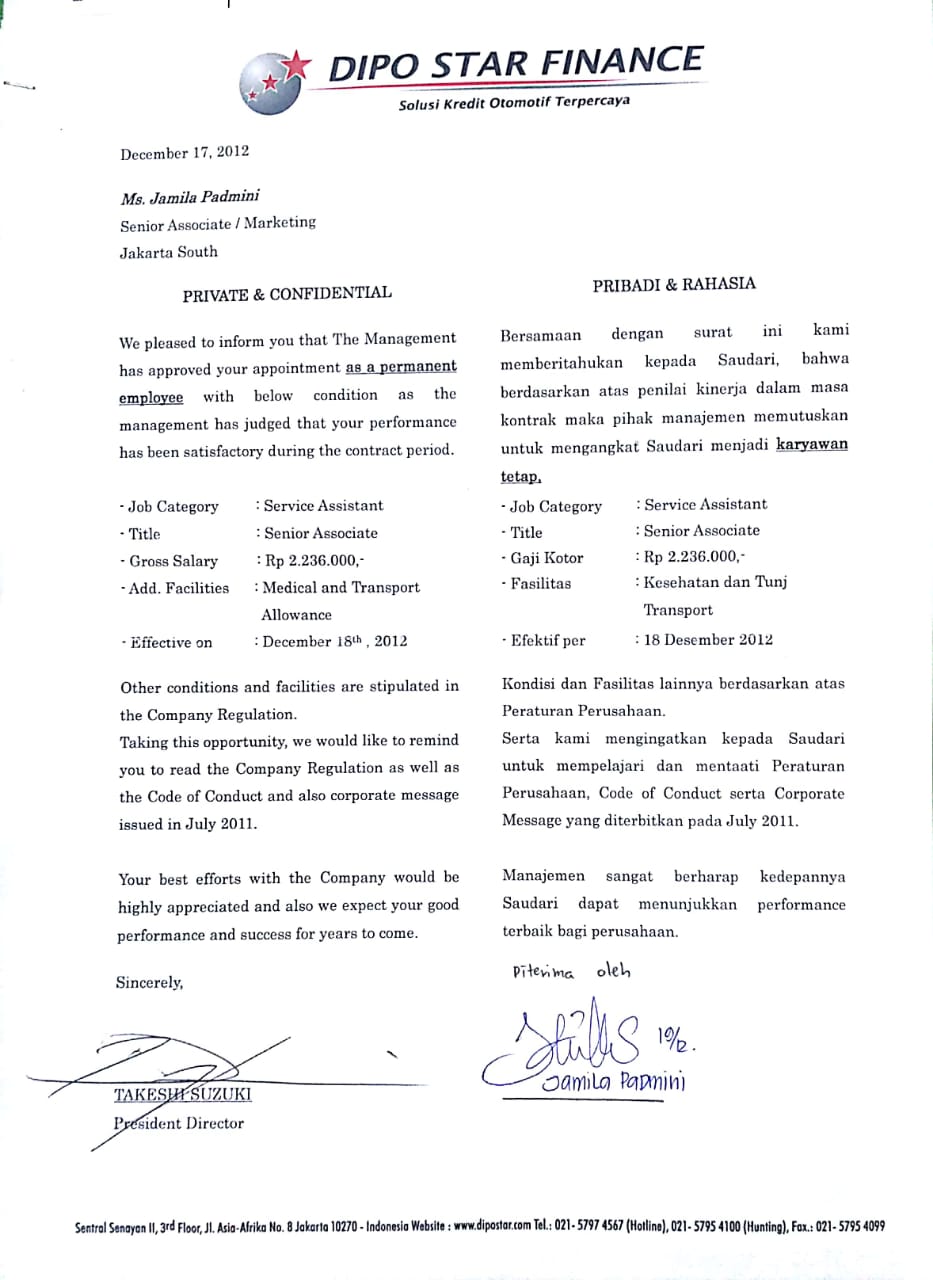 DIPO STAR FINANCE
Solusi Kredit Otomotif Terpercaya
December 17, 2012
Ms. Jamila Padmini
Senior Associate / Marketing
Jakarta South
PRIVATE & CONFIDENTIAL
We pleased to inform you that The Management
has approved your appointment as a permanent
employee with below condition as the
management has judged that your performance
has been satisfactory during the contract period.
- Job Category : Service Assistant
- Title : Senior Associate
- Gross Salary : Rp 2.236.000,-
- Add. Facilities : Medical and Transport
Allowance
- Effective on : December 18th , 2012
Other conditions and facilities are stipulated in
the Company Regulation.
Taking this opportunity, we would like to remind
you to read the Company Regulation as well as
the Code of Conduct and also corporate message
issued in July 2011.
Your best efforts with the Company would be
highly appreciated and also we expect your good
performance and success for years to come.
Sincerely,
TAKESHI SUZUKI
President Director
PRIBADI & RAHASIA
Bersamaan dengan surat ini kami
memberitahukan kepada Saudari, bahwa
berdasarkan atas penilai kinerja dalam masa
kontrak maka pihak manajemen memutuskan
untuk mengangkat Saudari menjadi karyawan
tetap.
- Job Category : Service Assistant
- Title : Senior Associate
- Gaji Kotor : Rp 2.236.000,-
- Fasilitas : Kesehatan dan Tunj
Transport
- Efektif per : 18 Desember 2012
Kondisi dan Fasilitas lainnya berdasarkan atas
Peraturan Perusahaan.
Serta kami mengingatkan kepada Saudari
untuk mempelajari dan mentaati Peraturan
Perusahaan, Code of Conduct serta Corporate
Message yang diterbitkan pada July 2011.
Manajemen sangat berharap kedepannya
Saudari dapat menunjukkan performance
terbaik bagi perusahaan.
Diterima oleh
19/12.
Jamila Padmini
Sentral Senayan II, 3rd Floor, Jl. Asia-Afrika No. 8 Jakarta 10270 - Indonesia Website : www.dipostar.com Tel.: 021- 5797 4567 (Hotline), 021- 5795 4100 (Hunting), Fax.: 021- 5795 4099